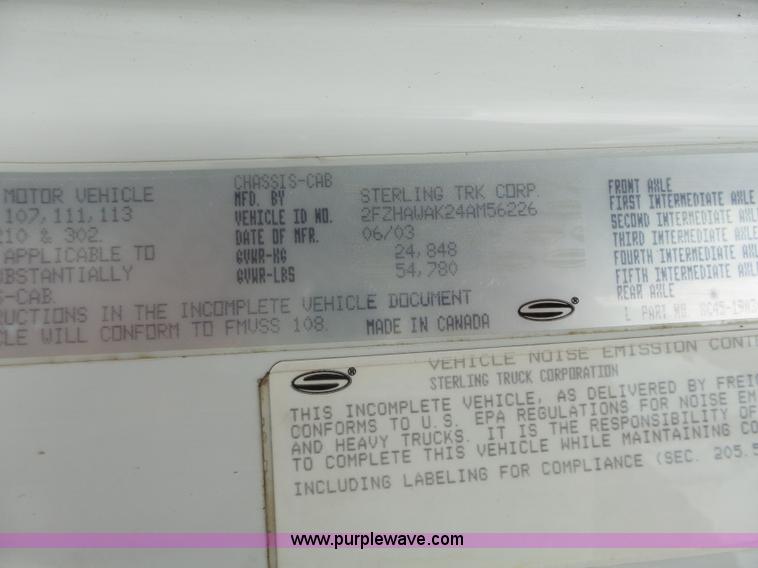 CHASSIS-CAB
MOTOR VEHICLE MFD. BY STERLING TRK CORP. FRONT AXLE
107,111,113 VEHICLE ID NO. 2FZHAWAK24AM56226 FIRST INTERMEDIATE AXLE
210 & 302. DATE OF MFR. 06/03 SECOND INTERMEDIATE AXLE
APPLICABLE TO GVWR-KG 24,848 THIRD INTERMEDIATE AXLE
UBSTANTIALLY GVWR-LBS 54,780 FOURTH INTERMEDIATE AXLE
S-CAB. FIFTH INTERMEDIATE AXLE
REAR AXLE
UCTIONS IN THE INCOMPLETE VEHICLE DOCUMENT
CLE WILL CONFORM TO FMVSS 108. MADE IN CANADA ® L PART NO.
VEHICLE NOISE EMISSION CONT
® STERLING TRUCK CORPORATION
THIS INCOMPLETE VEHICLE, AS DELIVERED BY FREIG
CONFORMS TO U.S. EPA REGULATIONS FOR NOISE EM
AND HEAVY TRUCKS. IT IS THE RESPONSIBILITY OF
TO COMPLETE THIS VEHICLE WHILE MAINTAINING CO
INCLUDING LABELING FOR COMPLIANCE (SEC. 205.5
www.purplewave.com